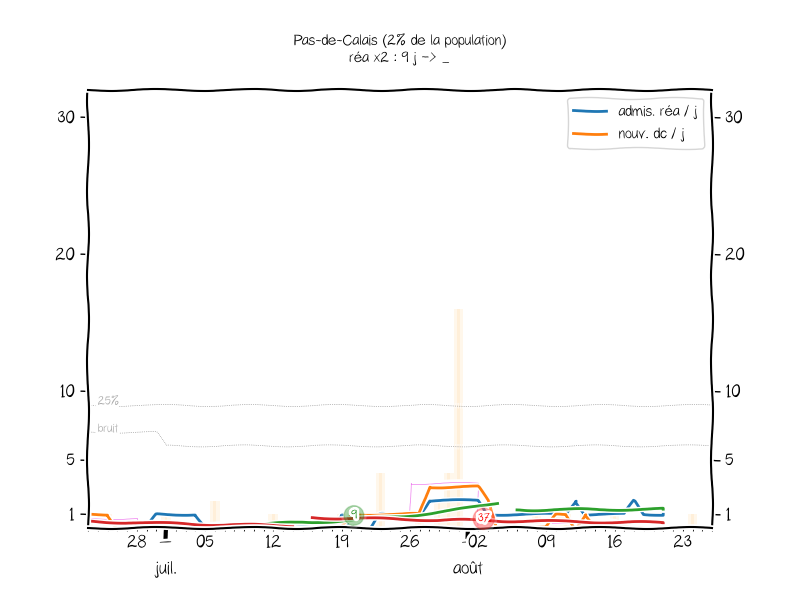 Pas-de-Calais (2% de la population)
réa x2 : 9 j -> _
admis. réa / j
nouv. dc / j
30
30
20
20
10
10
25%
bruit
5
5
1
1
9
37
28 05 12 19 26 02 09 16 23
juil. août